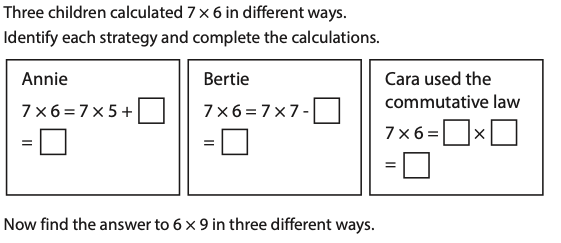 Three children calculated 7 × 6 in different ways.
Identify each strategy and complete the calculations.
Annie
7 × 6 = 7 × 5 + □
= □
Bertie
7 × 6 = 7 × 7 - □
= □
Cara used the
commutative law
7 × 6 = □ × □
= □
Now find the answer to 6 × 9 in three different ways.